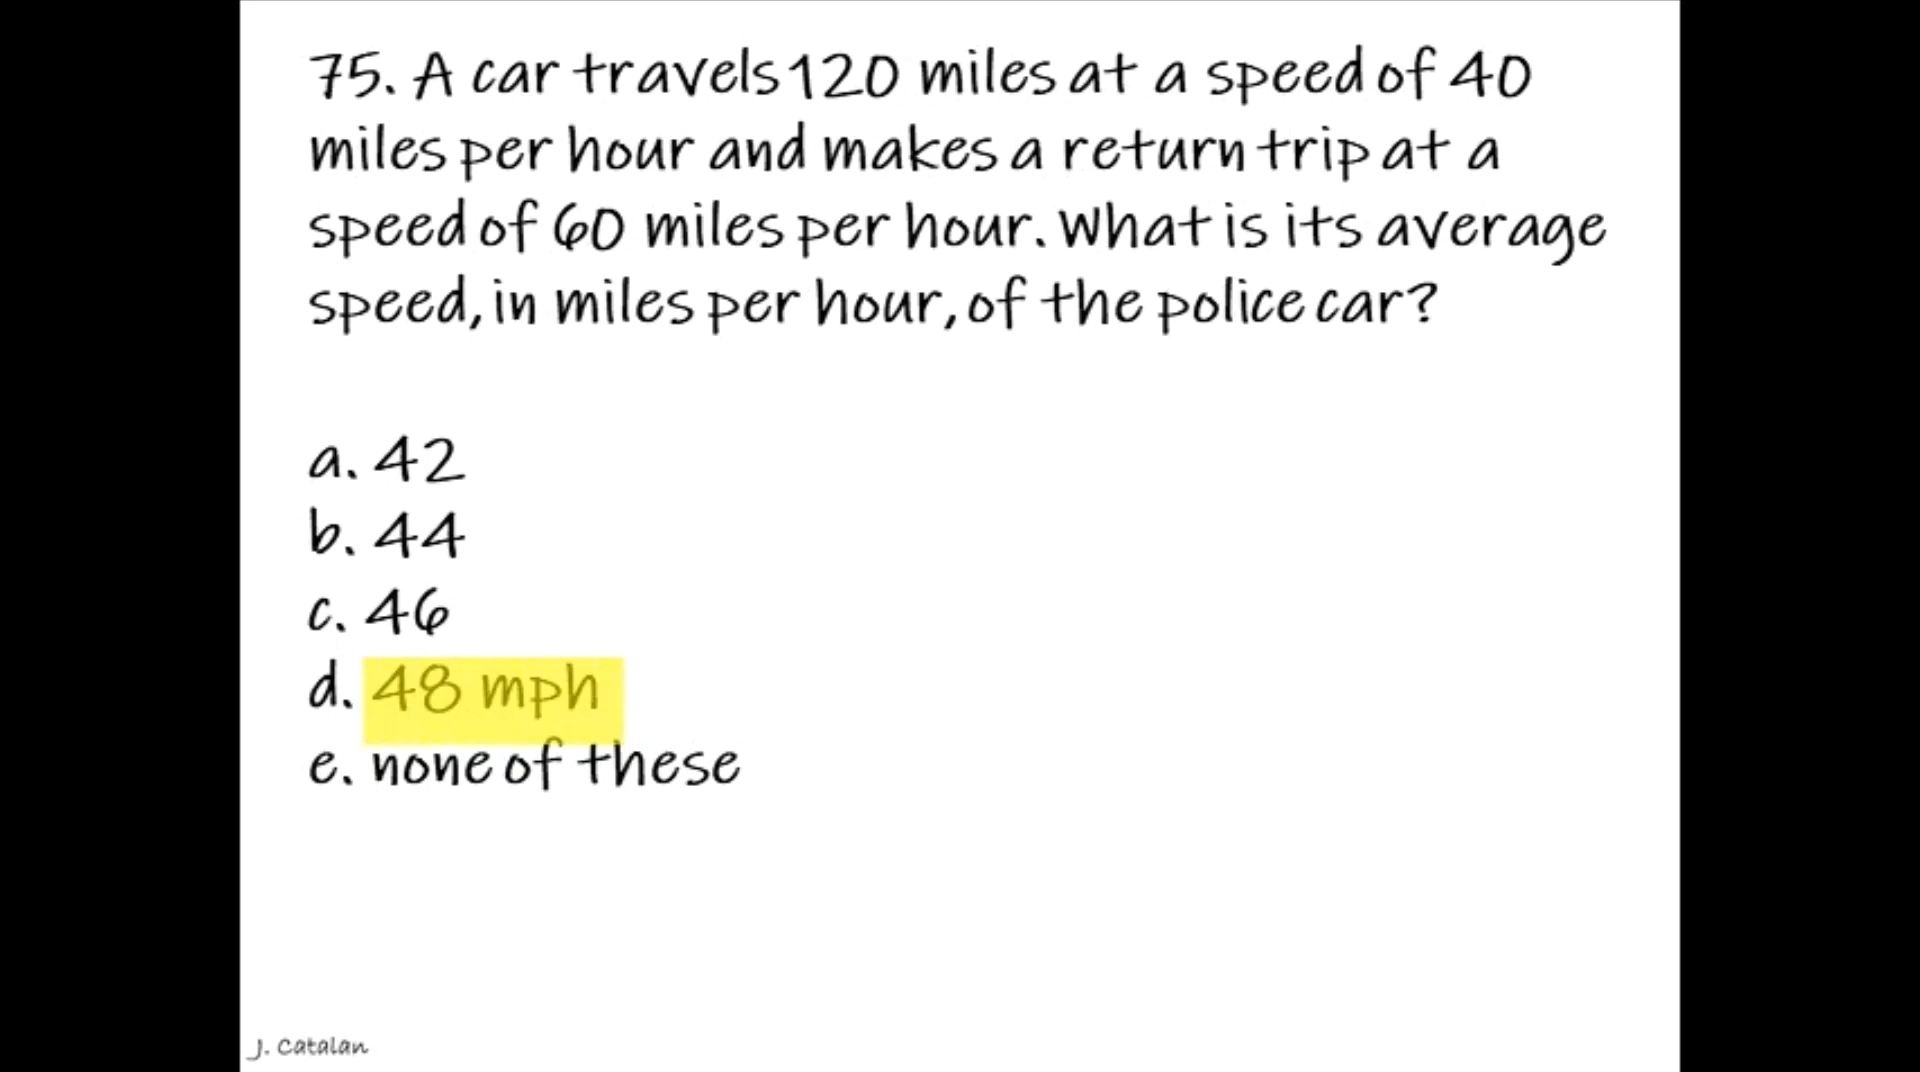 75. A car travels 120 miles at a speed of 40
miles per hour and makes a return trip at a
speed of 60 miles per hour. What is its average
speed, in miles per hour, of the police car?
a. 42
b. 44
c. 46
d. 48 mph
e. none of these
J. Catalan